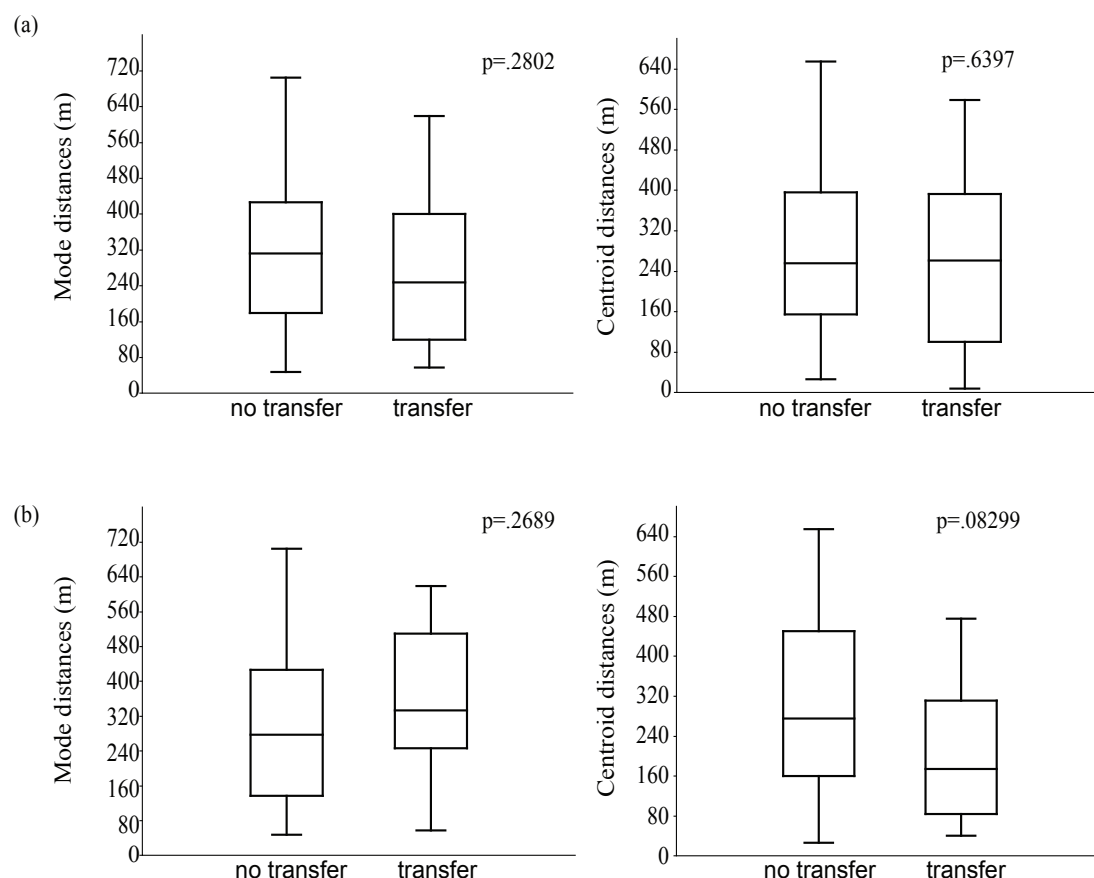 (a)
p=.2802
Mode distances (m)
720
640
560
480
400
320
240
160
80
0
no transfer transfer
p=.6397
Centroid distances (m)
640
560
480
400
320
240
160
80
0
no transfer transfer
(b)
p=.2689
Mode distances (m)
720
640
560
480
400
320
240
160
80
0
no transfer transfer
p=.08299
Centroid distances (m)
640
560
480
400
320
240
160
80
0
no transfer transfer